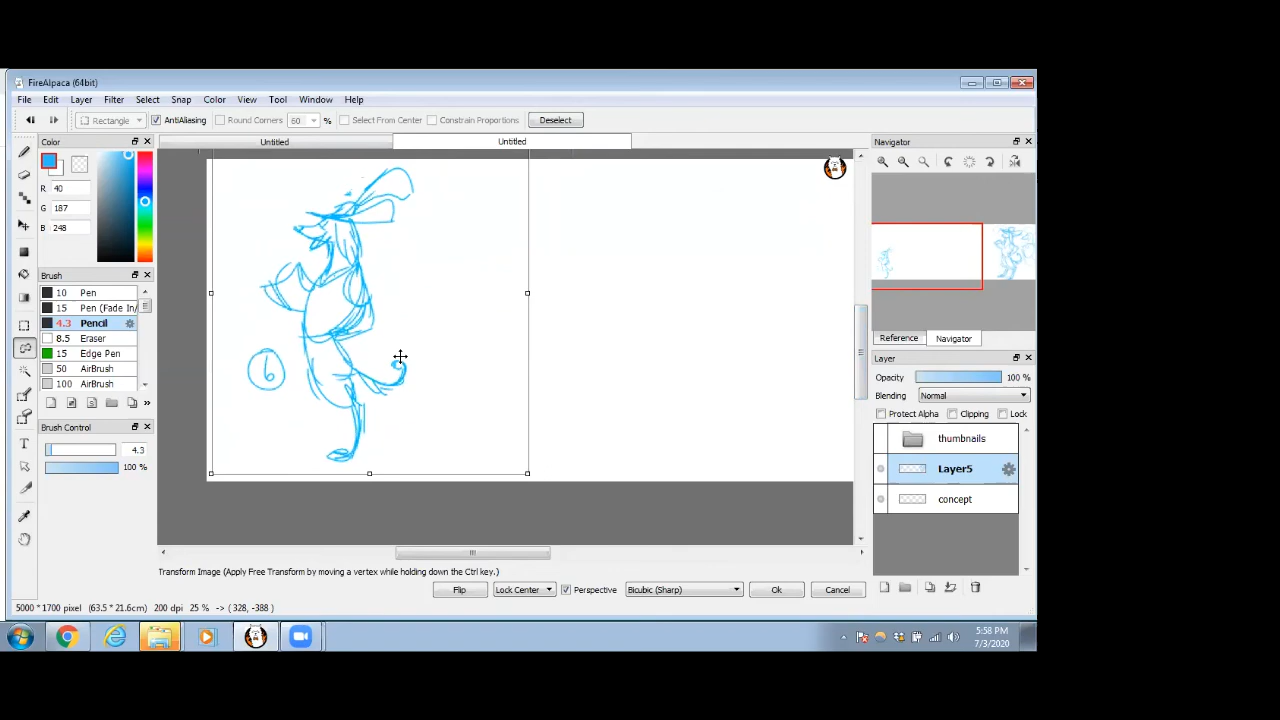 FireAlpaca (64bit)
File Edit Layer Filter Select Snap Color View Tool Window Help
Rectangle AntiAliasing Round Corners 60 % Select From Center Constrain Proportions Deselect
Color
Untitled Untitled
Navigator
R 40
G 187
B 248
Brush
10 Pen
15 Pen (Fade In/
4.3 Pencil
8.5 Eraser
15 Edge Pen
50 AirBrush
100 AirBrush
Brush Control
4.3
100 %
6
Reference Navigator
Layer
Opacity 100 %
Blending Normal
Protect Alpha Clipping Lock
thumbnails
Layer5
concept
Transform Image (Apply Free Transform by moving a vertex while holding down the Ctrl key.)
Flip Lock Center Perspective Bicubic (Sharp) Ok Cancel
5000 * 1700 pixel (63.5 * 21.6cm) 200 dpi 25 % -> ( 328, -388 )
5:58 PM
7/3/2020